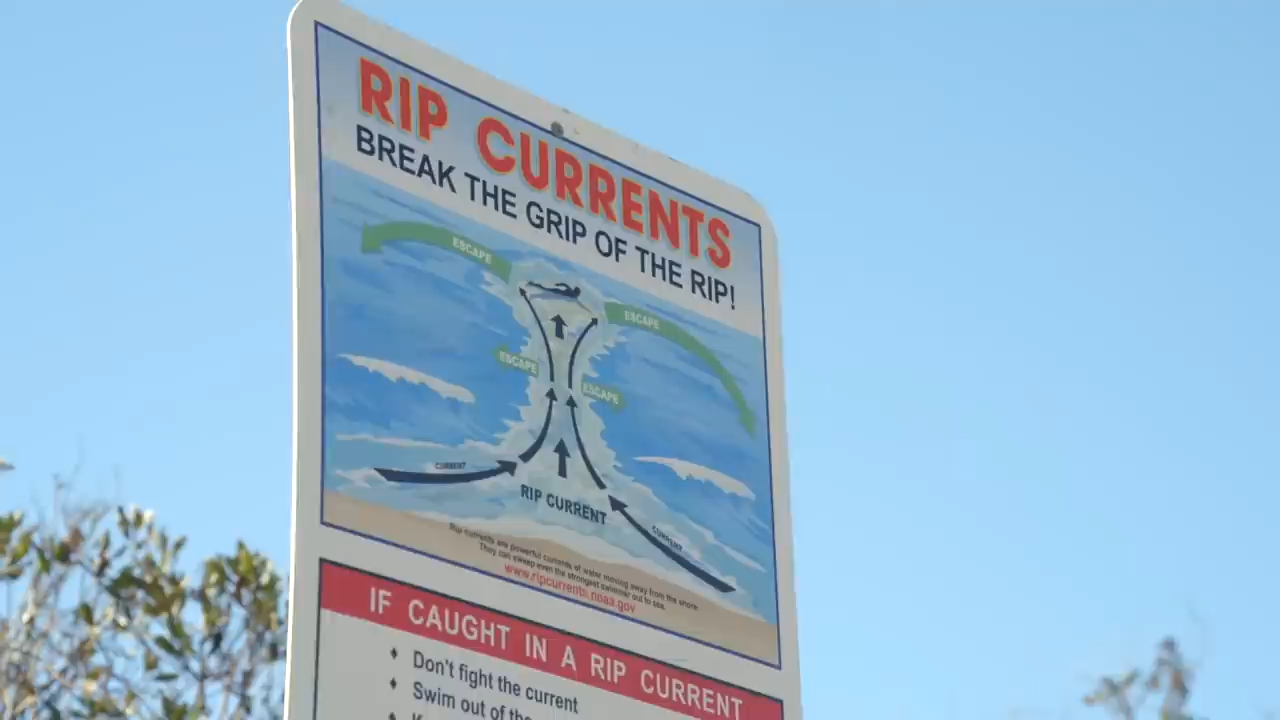 RIP CURRENTS
BREAK THE GRIP OF THE RIP!
ESCAPE
ESCAPE
ESCAPE
ESCAPE
CURRENT
RIP CURRENT
CURRENT
Rip currents are powerful currents of water moving away from the shore.
They can sweep even the strongest swimmer out to sea.
www.ripcurrents.noaa.gov
IF CAUGHT IN A RIP CURRENT
♦ Don't fight the current
♦ Swim out of the